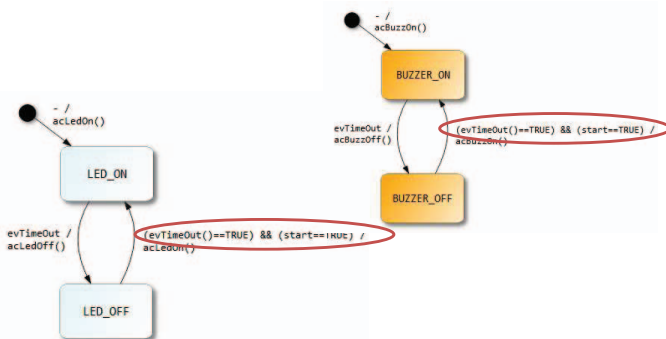 - /
acBuzzOn()
BUZZER_ON
evTimeOut /
acBuzzOff()
(evTimeOut()==TRUE) && (start==TRUE) /
acBuzzOn()
BUZZER_OFF
- /
acLedOn()
LED_ON
evTimeOut /
acLedOff()
(evTimeOut()==TRUE) && (start==TRUE) /
acLedOn()
LED_OFF